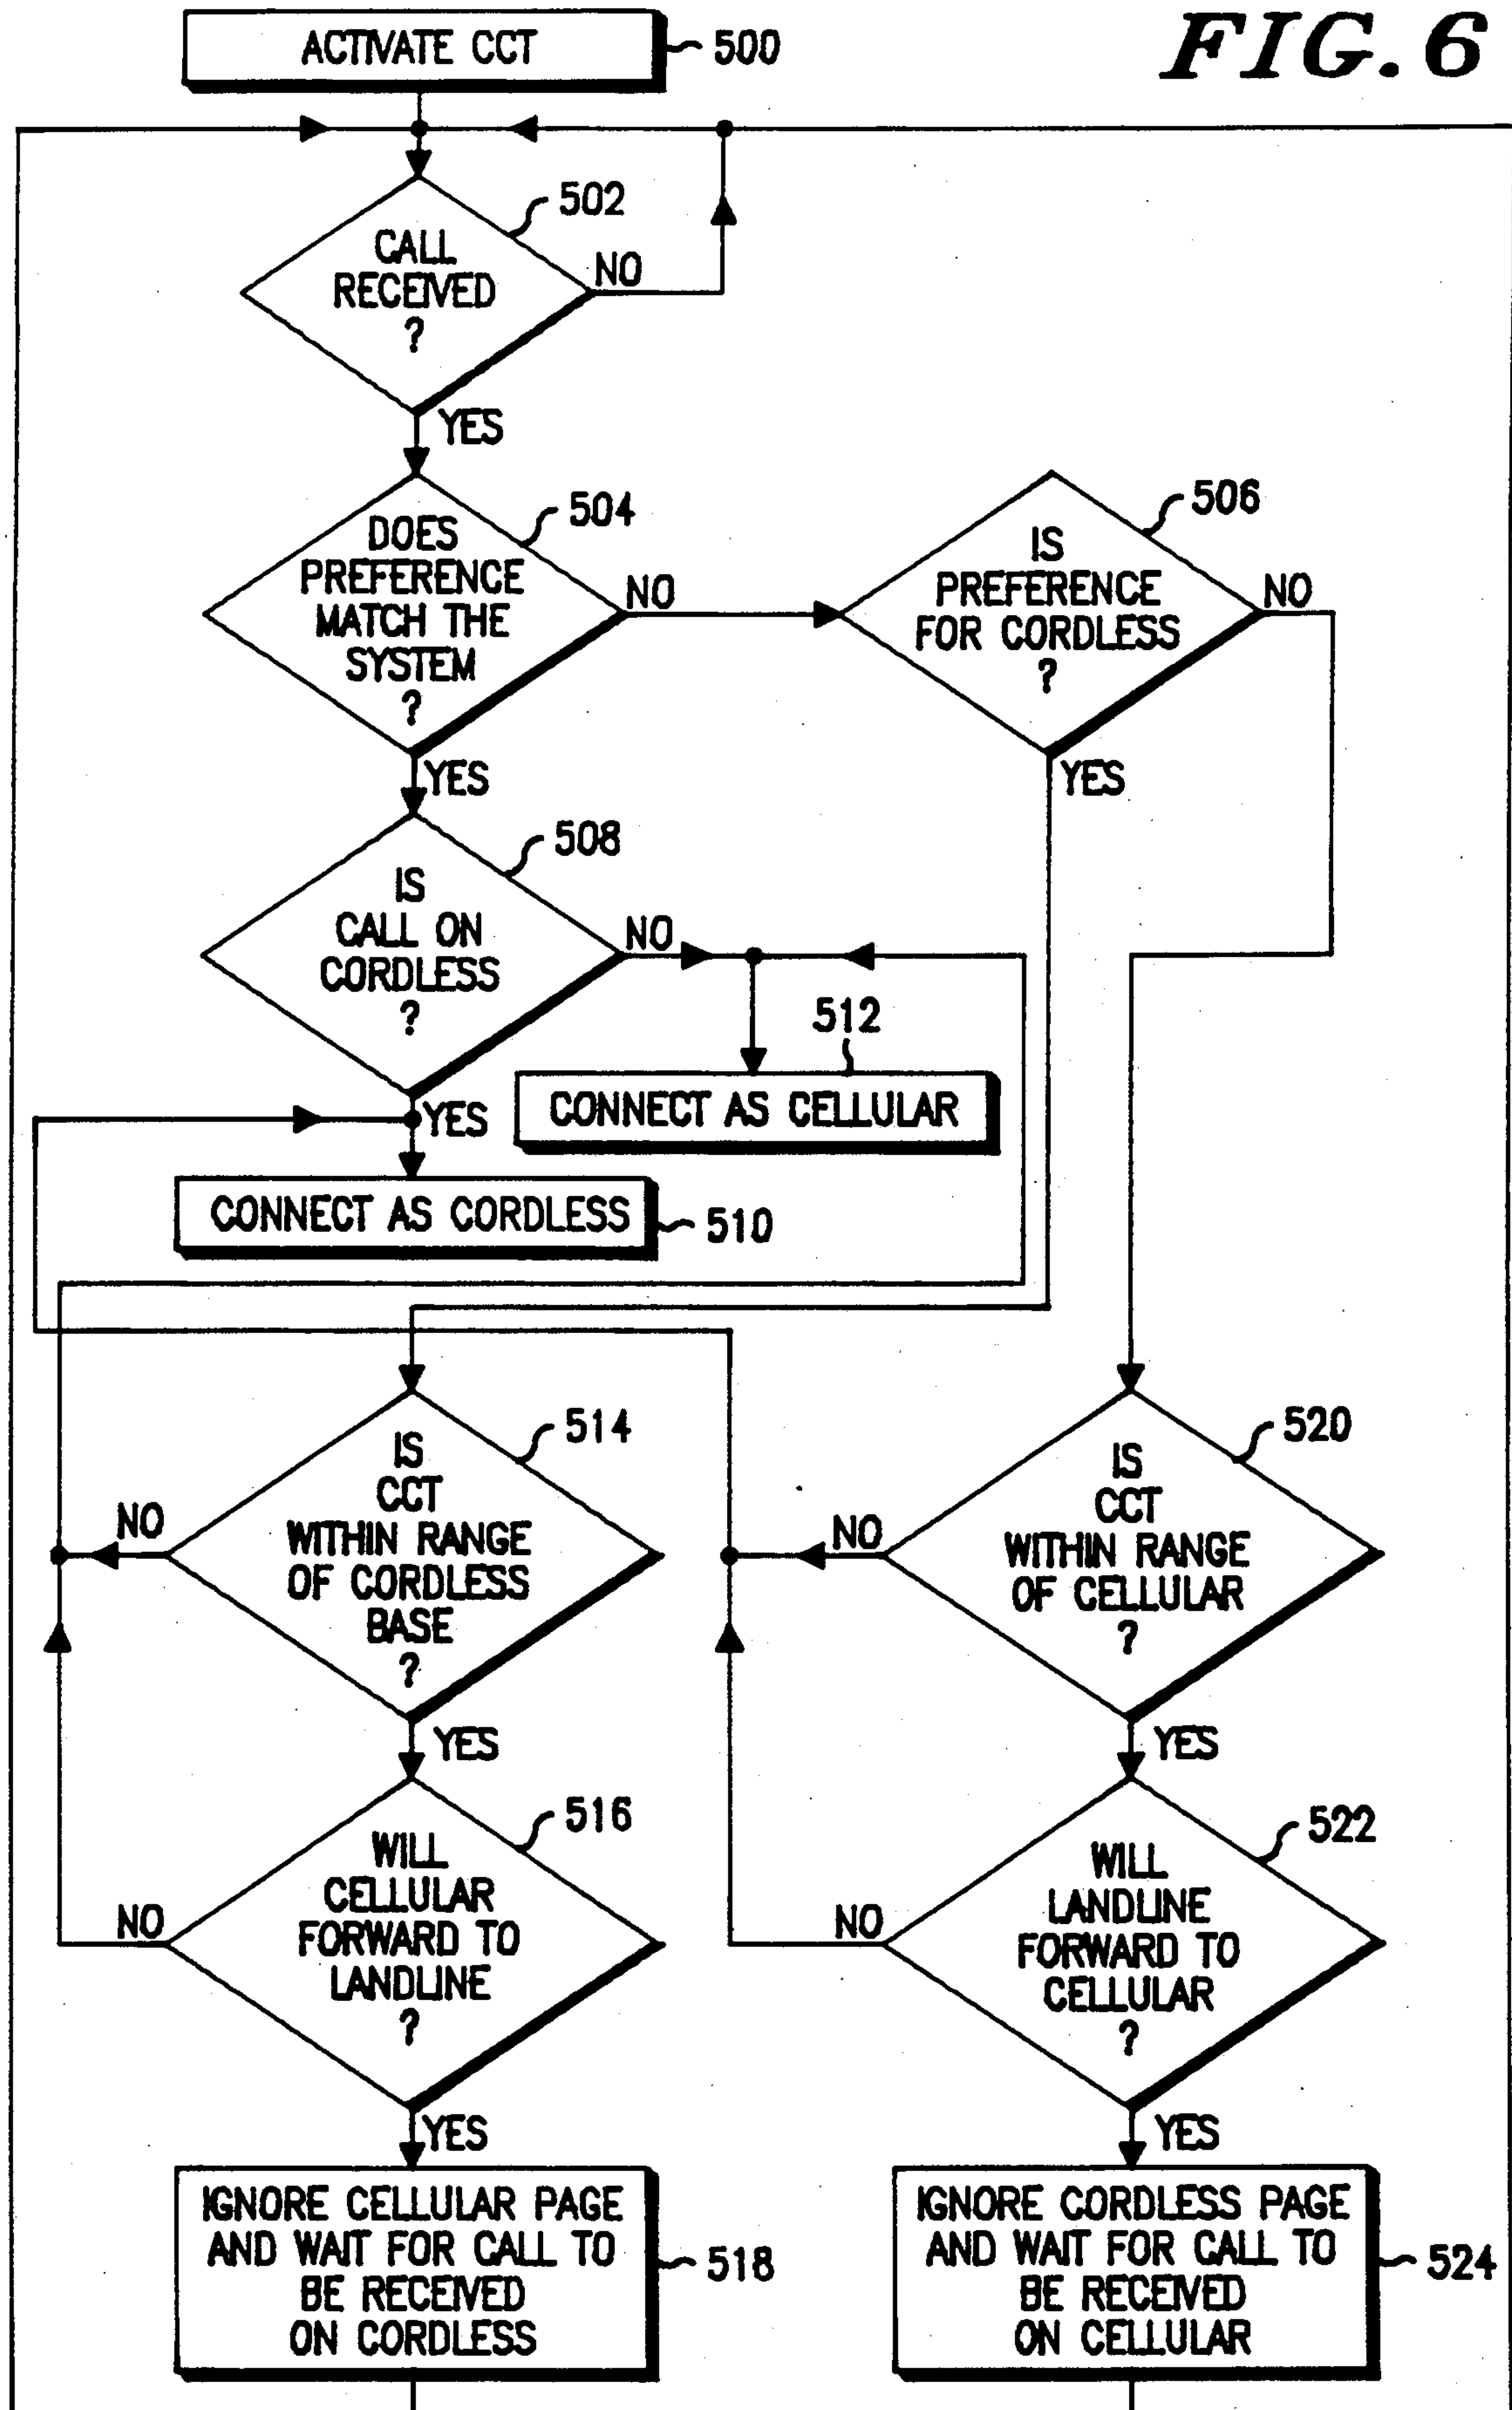 FIG. 6
ACTIVATE CCT
500
502
CALL
RECEIVED
?
NO
YES
504
DOES
PREFERENCE
MATCH THE
SYSTEM
?
NO
YES
506
IS
PREFERENCE
FOR CORDLESS
?
NO
YES
508
IS
CALL ON
CORDLESS
?
NO
YES
512
CONNECT AS CELLULAR
CONNECT AS CORDLESS
510
514
IS
CCT
WITHIN RANGE
OF CORDLESS
BASE
?
NO
YES
520
IS
CCT
WITHIN RANGE
OF CELLULAR
?
NO
YES
516
WILL
CELLULAR
FORWARD TO
LANDLINE
?
NO
YES
522
WILL
LANDLINE
FORWARD TO
CELLULAR
?
NO
YES
IGNORE CELLULAR PAGE
AND WAIT FOR CALL TO
BE RECEIVED
ON CORDLESS
518
IGNORE CORDLESS PAGE
AND WAIT FOR CALL TO
BE RECEIVED
ON CELLULAR
524